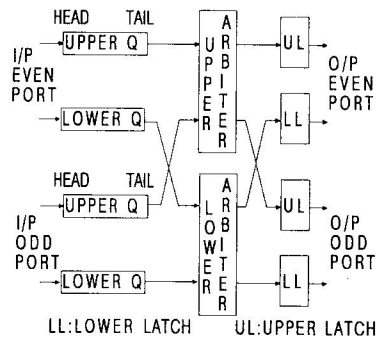 HEAD TAIL
UPPER Q
I/P
EVEN
PORT
LOWER Q
HEAD TAIL
UPPER Q
I/P
ODD
PORT
LOWER Q
UPPER
ARBITER
LOWER
ARBITER
UL
LL
UL
LL
O/P
EVEN
PORT
O/P
ODD
PORT
LL:LOWER LATCH UL:UPPER LATCH